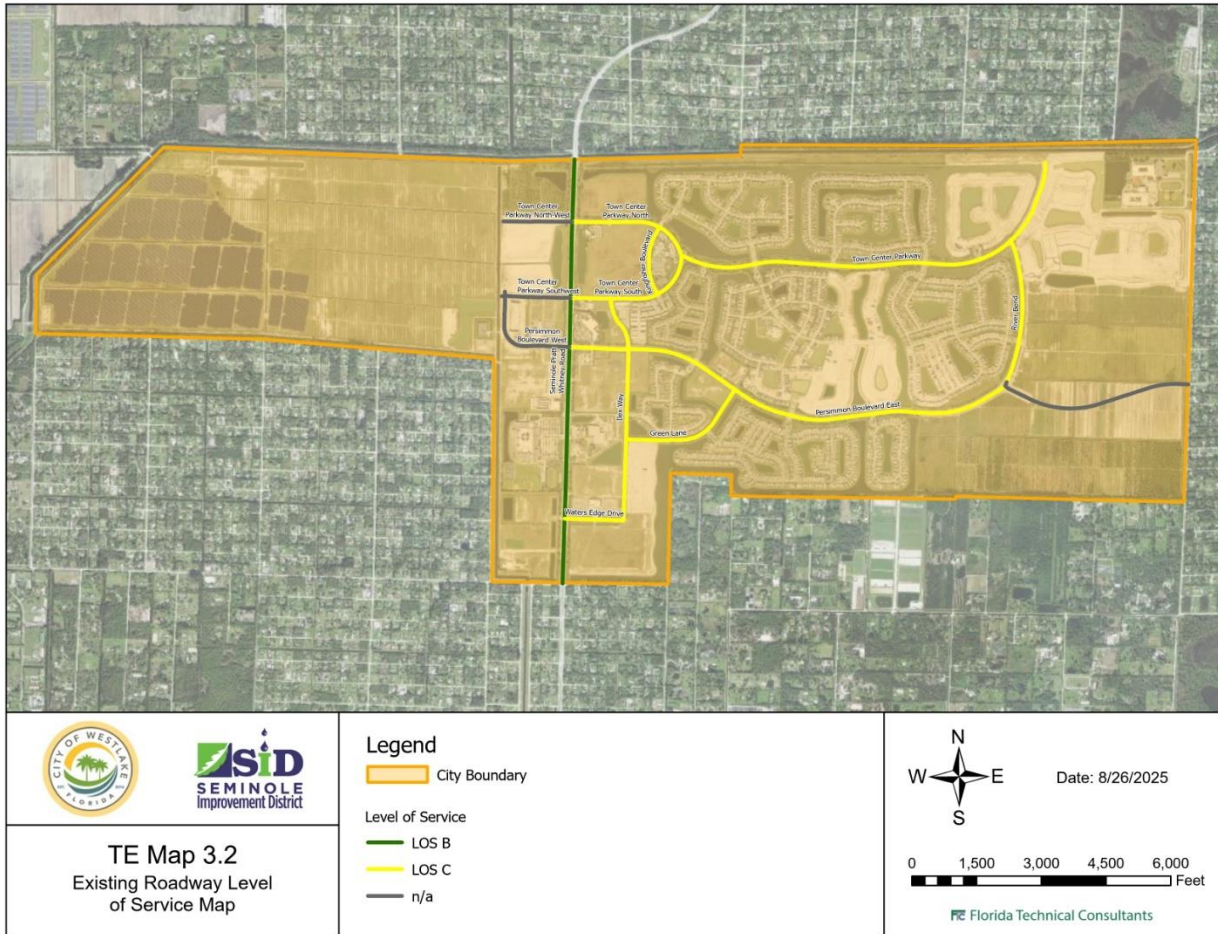 Town Center
Parkway North-West
Town Center
Parkway North
Town Center Parkway
Town Center
Parkway Southwest
Town Center
Parkway South
River Bend
Persimmon
Boulevard West
Seminole Pratt
Whitney Road
Ilex Way
Persimmon Boulevard East
Green Lane
Waters Edge Drive
CITY OF WESTLAKE
FLORIDA
SID
SEMINOLE
Improvement District
TE Map 3.2
Existing Roadway Level
of Service Map
Legend
City Boundary
Level of Service
LOS B
LOS C
n/a
N
W
E
S
Date: 8/26/2025
0 1,500 3,000 4,500 6,000
Feet
Florida Technical Consultants